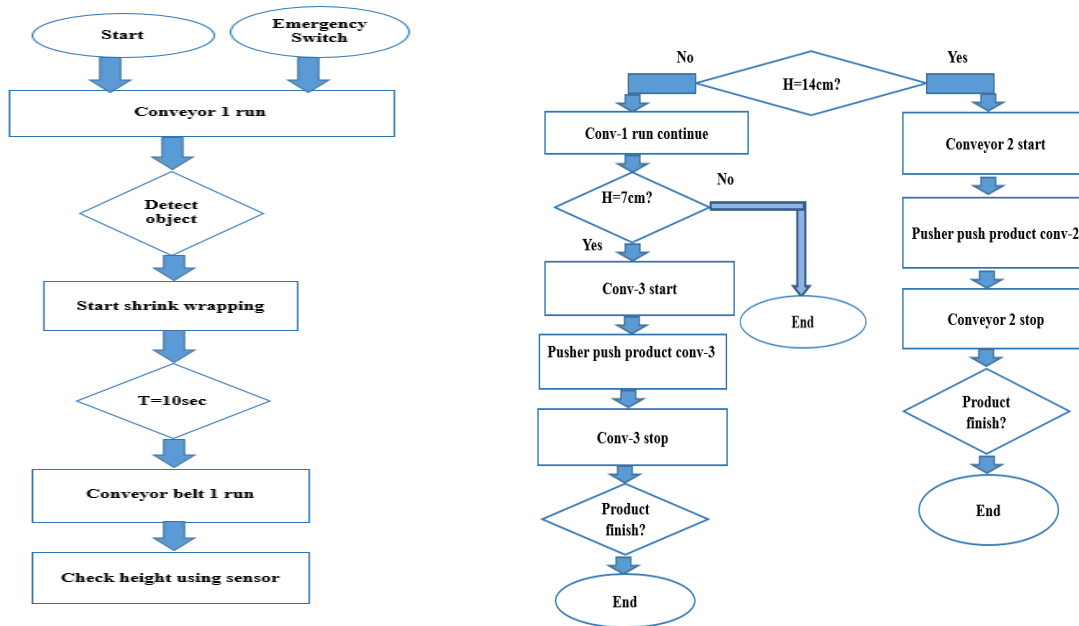 Start
Emergency
Switch
Conveyor 1 run
Detect
object
Start shrink wrapping
T=10sec
Conveyor belt 1 run
Check height using sensor
No
Yes
H=14cm?
Conv-1 run continue
H=7cm?
No
Yes
Conv-3 start
End
Pusher push product conv-3
Conv-3 stop
Product
finish?
End
Conveyor 2 start
Pusher push product conv-2
Conveyor 2 stop
Product
finish?
End